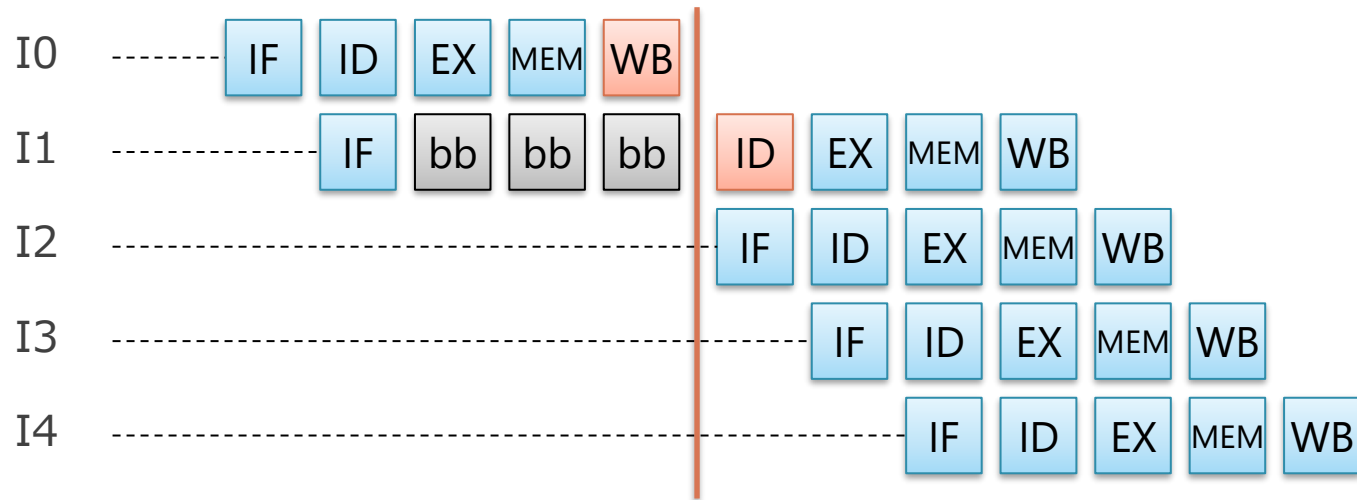 I0 IF ID EX MEM WB
I1 IF bb bb bb ID EX MEM WB
I2 IF ID EX MEM WB
I3 IF ID EX MEM WB
I4 IF ID EX MEM WB